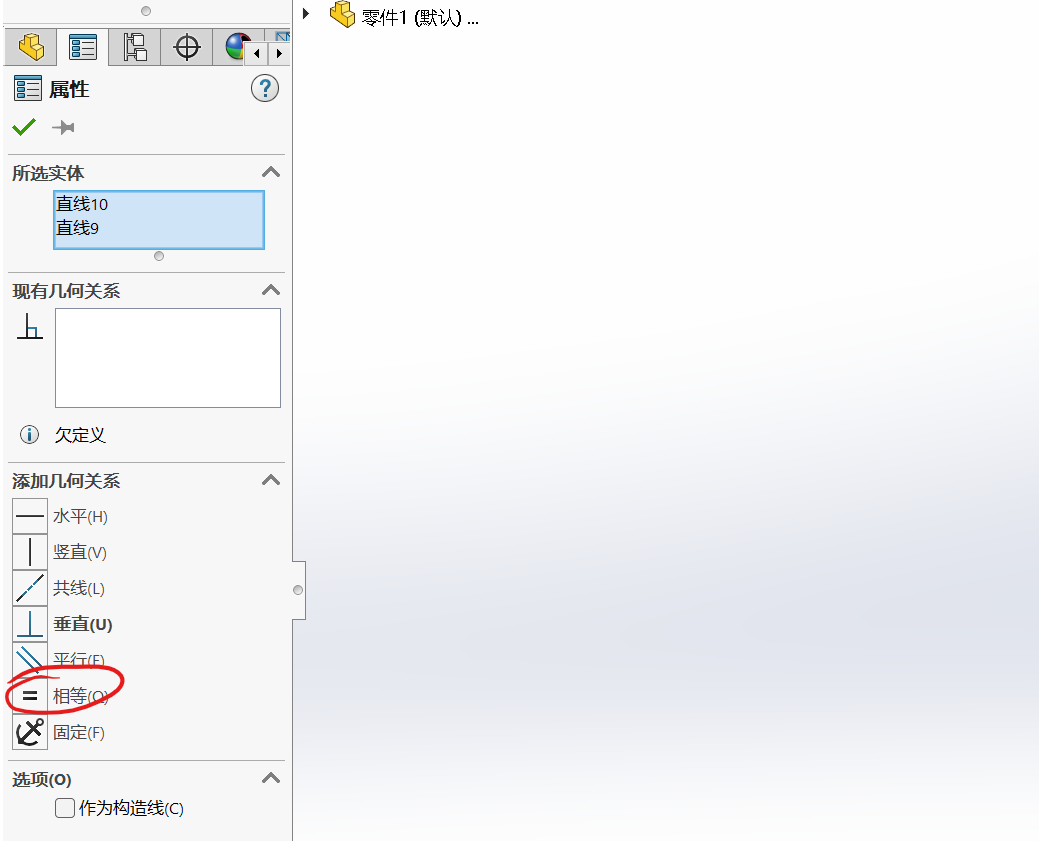 零件1 (默认) ...
属性
?
所选实体
直线10
直线9
现有几何关系
欠定义
添加几何关系
水平(H)
竖直(V)
共线(L)
垂直(U)
平行(E)
相等(Q)
固定(F)
选项(O)
作为构造线(C)